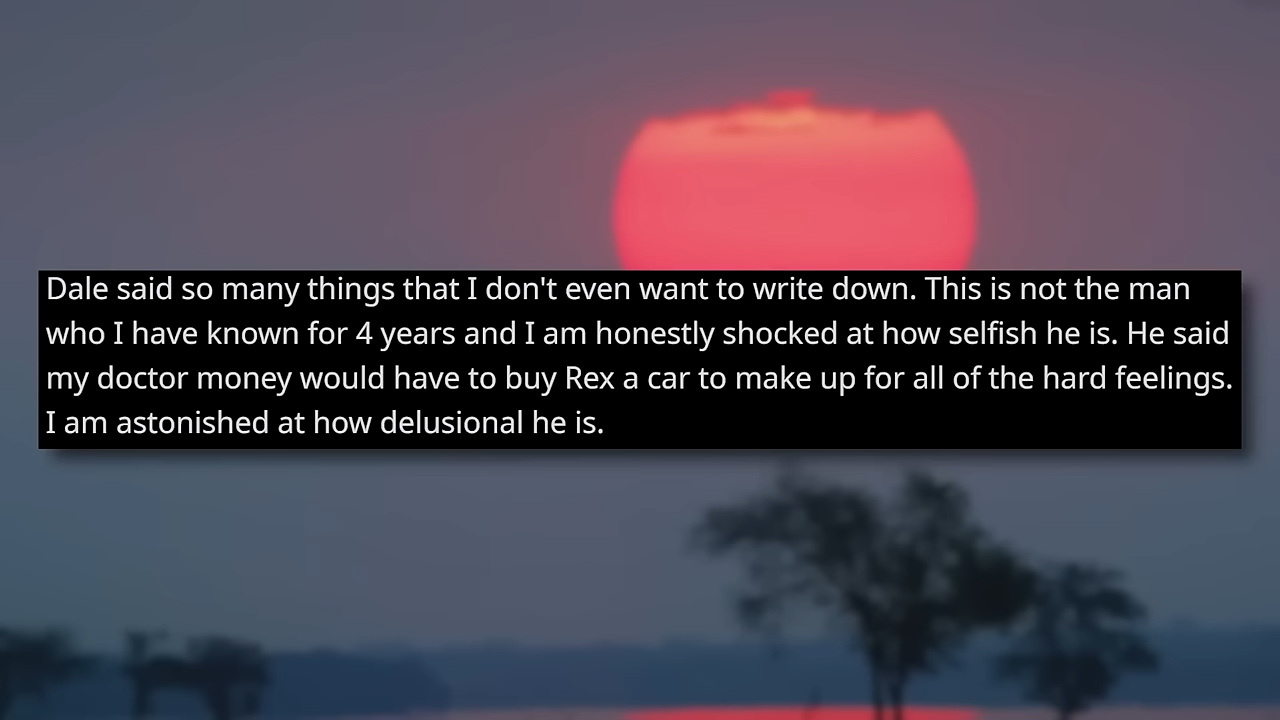 Dale said so many things that I don't even want to write down. This is not the man
who I have known for 4 years and I am honestly shocked at how selfish he is. He said
my doctor money would have to buy Rex a car to make up for all of the hard feelings.
I am astonished at how delusional he is.